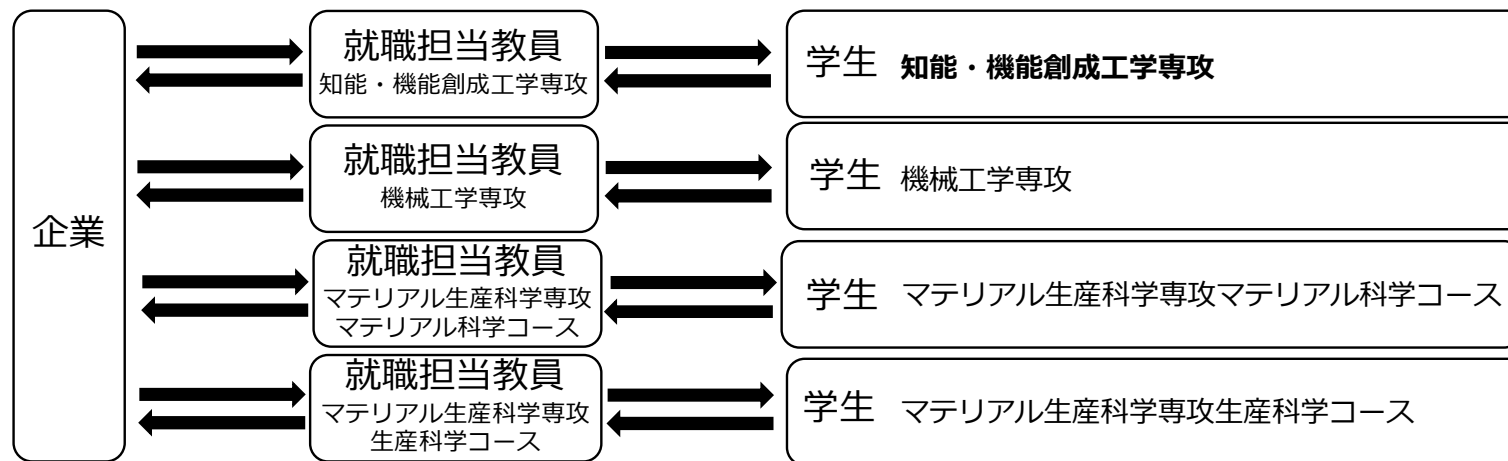 企業
就職担当教員
知能・機能創成工学専攻
学生 知能・機能創成工学専攻
就職担当教員
機械工学専攻
学生 機械工学専攻
就職担当教員
マテリアル生産科学専攻
マテリアル科学コース
学生 マテリアル生産科学専攻マテリアル科学コース
就職担当教員
マテリアル生産科学専攻
生産科学コース
学生 マテリアル生産科学専攻生産科学コース